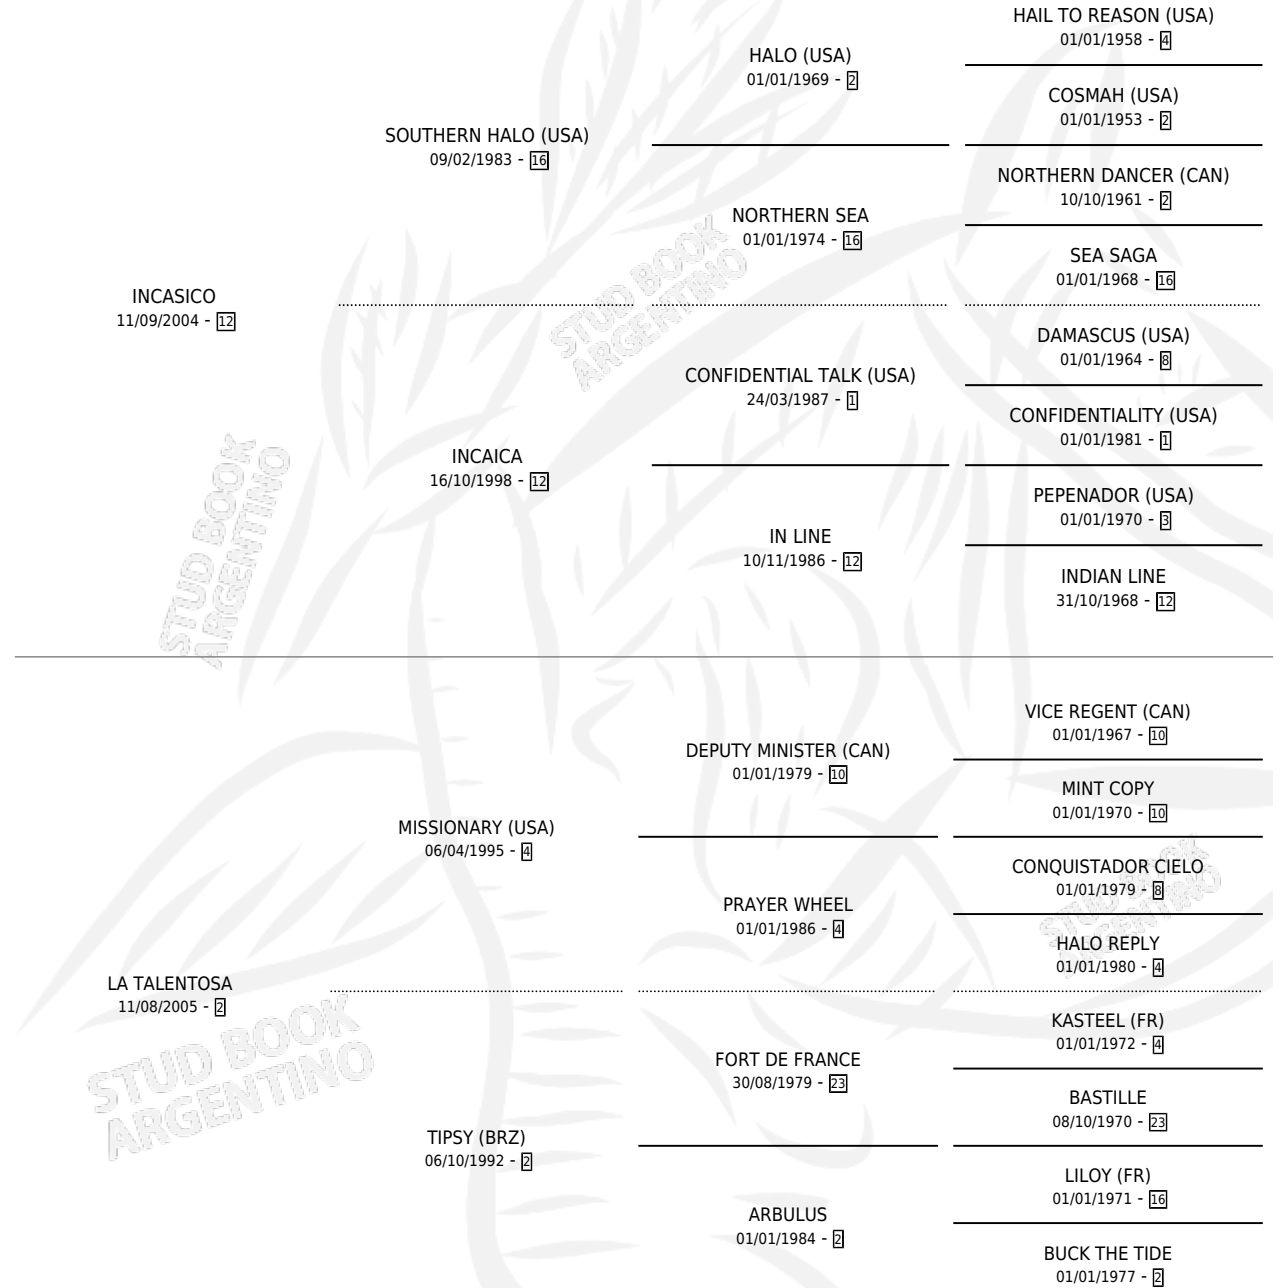 HAIL TO REASON (USA)
01/01/1958 - 4
HALO (USA)
01/01/1969 - 2
COSMAH (USA)
01/01/1953 - 2
SOUTHERN HALO (USA)
09/02/1983 - 16
NORTHERN DANCER (CAN)
10/10/1961 - 2
NORTHERN SEA
01/01/1974 - 16
SEA SAGA
01/01/1968 - 16
INCASICO
11/09/2004 - 12
DAMASCUS (USA)
01/01/1964 - 8
CONFIDENTIAL TALK (USA)
24/03/1987 - 1
CONFIDENTIALITY (USA)
01/01/1981 - 1
INCAICA
16/10/1998 - 12
PEPENADOR (USA)
01/01/1970 - 3
IN LINE
10/11/1986 - 12
INDIAN LINE
31/10/1968 - 12
VICE REGENT (CAN)
01/01/1967 - 10
DEPUTY MINISTER (CAN)
01/01/1979 - 10
MINT COPY
01/01/1970 - 10
MISSIONARY (USA)
06/04/1995 - 4
CONQUISTADOR CIELO
01/01/1979 - 8
PRAYER WHEEL
01/01/1986 - 4
HALO REPLY
01/01/1980 - 4
LA TALENTOSA
11/08/2005 - 2
KASTEEL (FR)
01/01/1972 - 4
FORT DE FRANCE
30/08/1979 - 23
BASTILLE
08/10/1970 - 23
TIPSY (BRZ)
06/10/1992 - 2
LILOY (FR)
01/01/1971 - 16
ARBULUS
01/01/1984 - 2
BUCK THE TIDE
01/01/1977 - 2
STUD BOOK
ARGENTINO
STUD BOOK
ARGENTINO
STUD BOOK
ARGENTINO
STUD BOOK
ARGENTINO